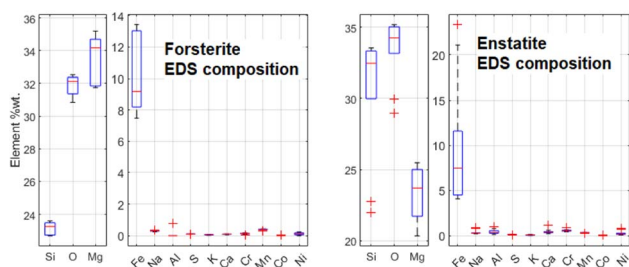 Forsterite
EDS composition
Element %wt.
36
34
32
30
28
26
24
Si
O
Mg
14
12
10
8
6
4
2
0
Fe
Na
Al
S
K
Ca
Cr
Mn
Co
Ni
Enstatite
EDS composition
35
30
25
20
Si
O
Mg
25
20
15
10
5
0
Fe
Na
Al
S
K
Ca
Cr
Mn
Co
Ni